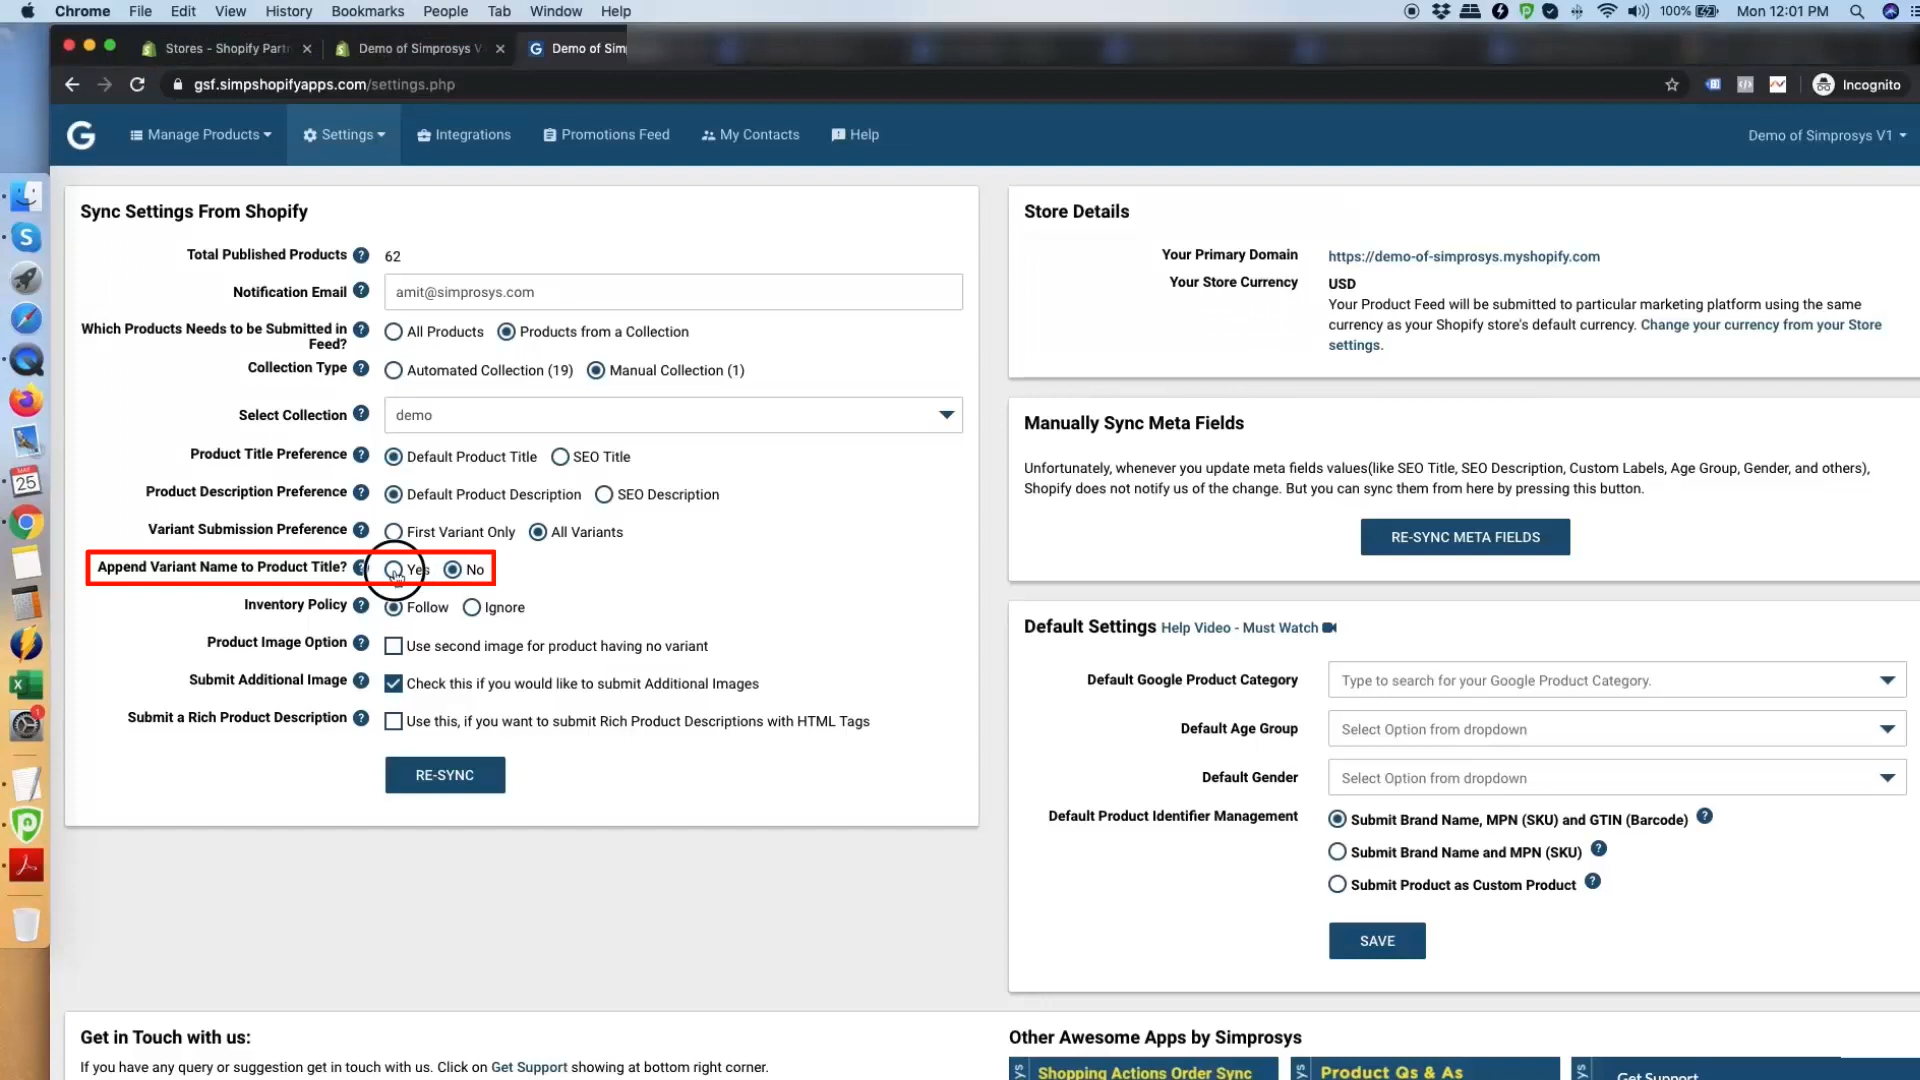 Chrome File Edit View History Bookmarks People Tab Window Help 100% Mon 12:01 PM
Stores - Shopify Part
Demo of Simprosys V
Demo of Sim
gsf.simpshopifyapps.com/settings.php
Incognito
G Manage Products Settings Integrations Promotions Feed My Contacts Help Demo of Simprosys V1
Sync Settings From Shopify
Total Published Products ? 62
Notification Email ? amit@simprosys.com
Which Products Needs to be Submitted in Feed? ? All Products Products from a Collection
Collection Type ? Automated Collection (19) Manual Collection (1)
Select Collection ? demo
Product Title Preference ? Default Product Title SEO Title
Product Description Preference ? Default Product Description SEO Description
Variant Submission Preference ? First Variant Only All Variants
Append Variant Name to Product Title? ? Yes No
Inventory Policy ? Follow Ignore
Product Image Option ? Use second image for product having no variant
Submit Additional Image ? Check this if you would like to submit Additional Images
Submit a Rich Product Description ? Use this, if you want to submit Rich Product Descriptions with HTML Tags
RE-SYNC
Store Details
Your Primary Domain https://demo-of-simprosys.myshopify.com
Your Store Currency USD
Your Product Feed will be submitted to particular marketing platform using the same
currency as your Shopify store's default currency. Change your currency from your Store
settings.
Manually Sync Meta Fields
Unfortunately, whenever you update meta fields values(like SEO Title, SEO Description, Custom Labels, Age Group, Gender, and others),
Shopify does not notify us of the change. But you can sync them from here by pressing this button.
RE-SYNC META FIELDS
Default Settings Help Video - Must Watch
Default Google Product Category Type to search for your Google Product Category.
Default Age Group Select Option from dropdown
Default Gender Select Option from dropdown
Default Product Identifier Management Submit Brand Name, MPN (SKU) and GTIN (Barcode) ?
Submit Brand Name and MPN (SKU) ?
Submit Product as Custom Product ?
SAVE
Get in Touch with us:
If you have any query or suggestion get in touch with us. Click on Get Support showing at bottom right corner.
Other Awesome Apps by Simprosys
Shopping Actions Order Sync
Product Qs & As
Get Support
MAY
25
1